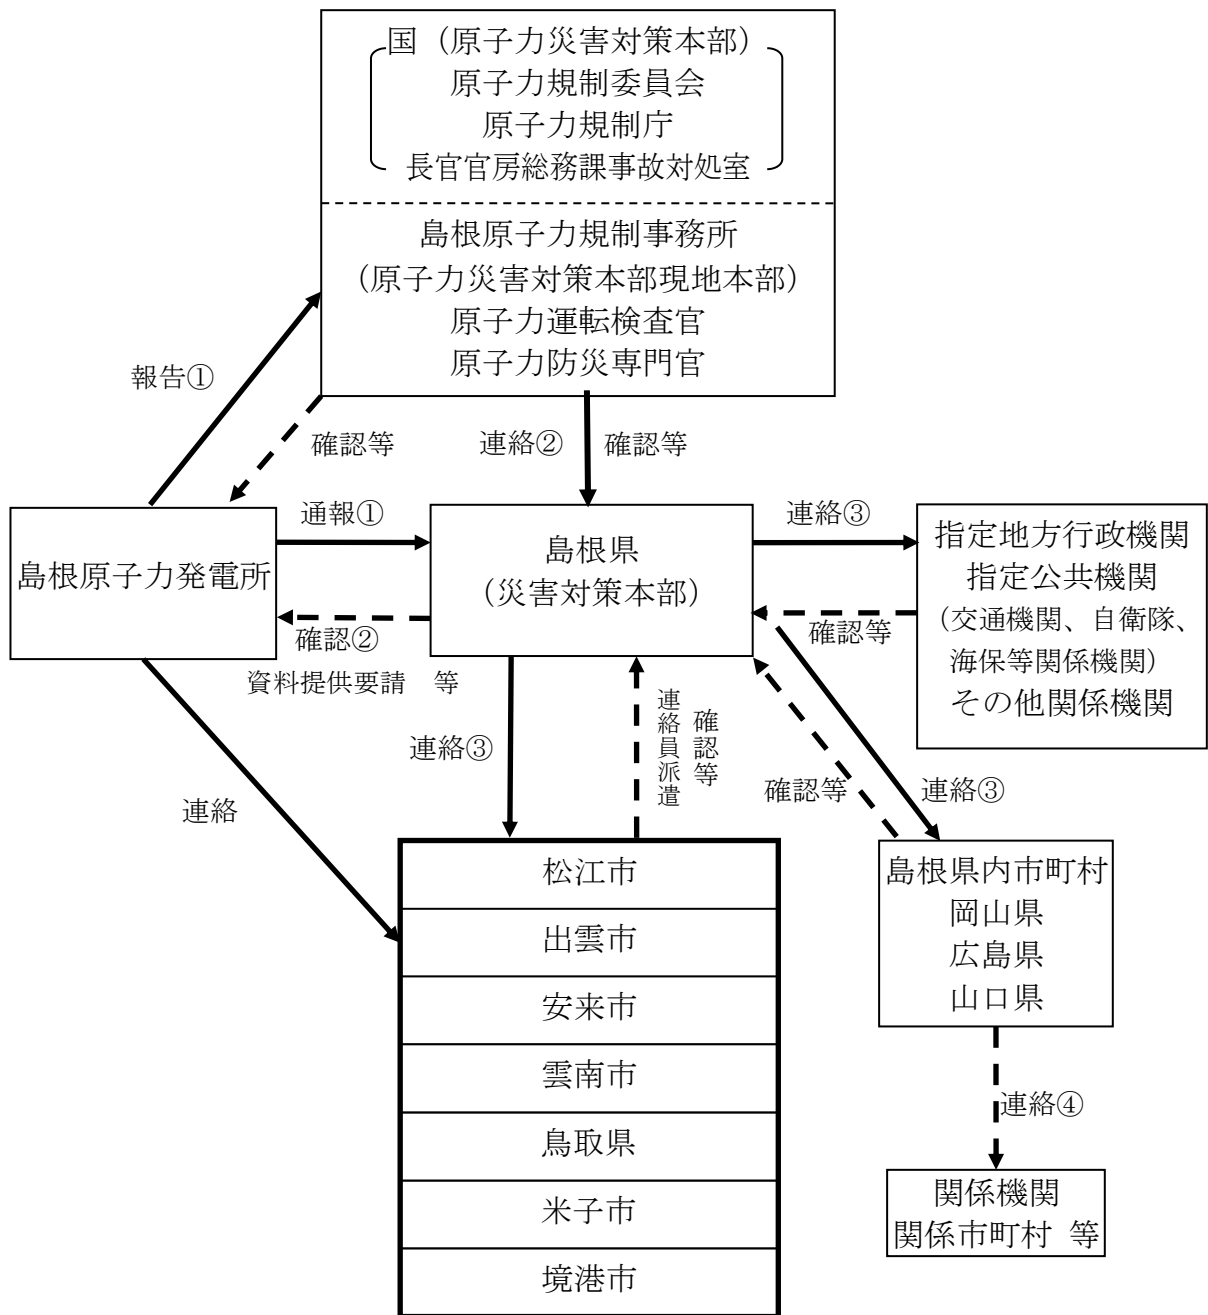 国（原子力災害対策本部）
原子力規制委員会
原子力規制庁
長官官房総務課事故対処室
島根原子力規制事務所
（原子力災害対策本部現地本部）
原子力運転検査官
原子力防災専門官
報告①
確認等
連絡②
確認等
島根原子力発電所
通報①
確認②
資料提供要請　等
島根県
（災害対策本部）
連絡③
確認等
指定地方行政機関
指定公共機関
（交通機関、自衛隊、
海保等関係機関）
その他関係機関
連絡
連絡③
連絡員派遣
確認等
確認等
連絡③
松江市
出雲市
安来市
雲南市
鳥取県
米子市
境港市
島根県内市町村
岡山県
広島県
山口県
連絡④
関係機関
関係市町村 等